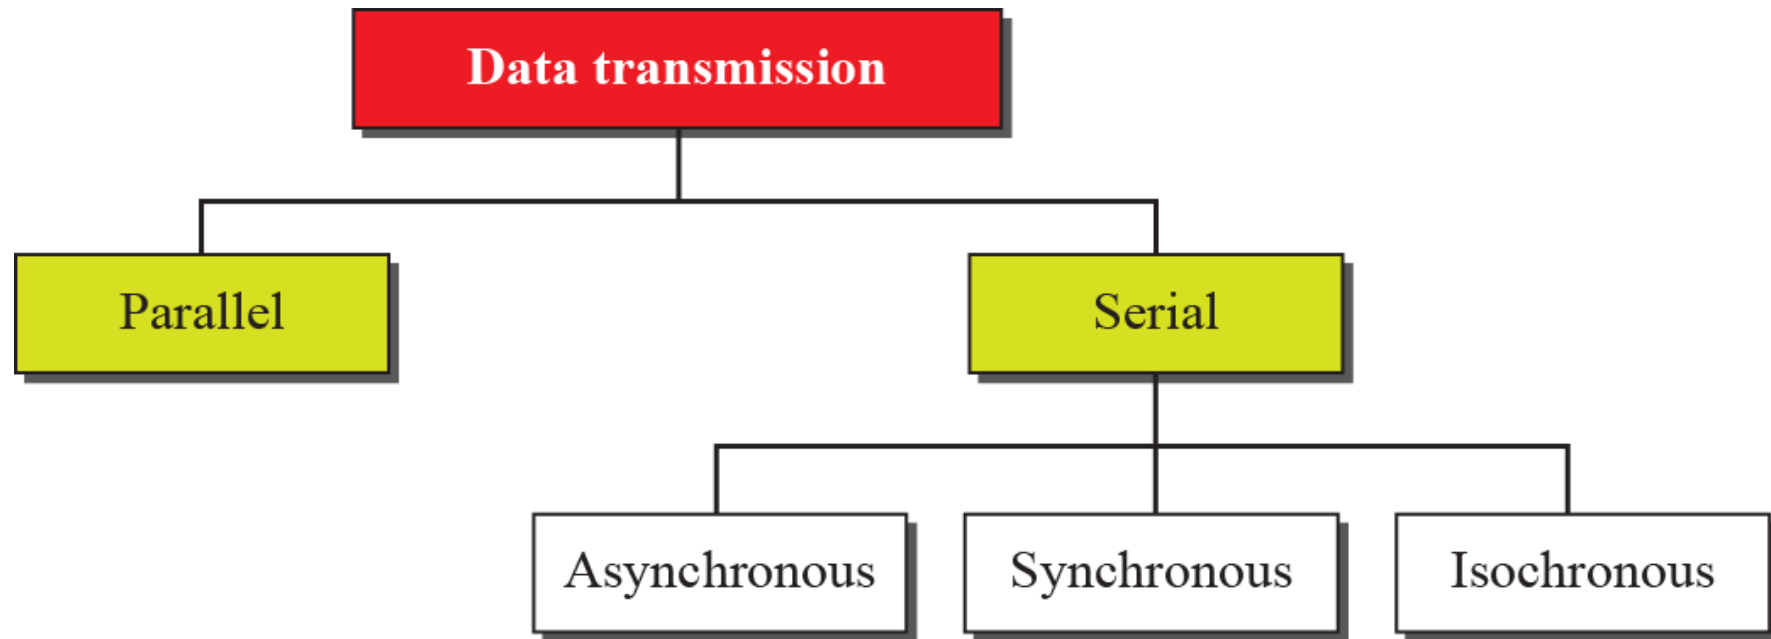 Data transmission
Parallel
Serial
Asynchronous
Synchronous
Isochronous